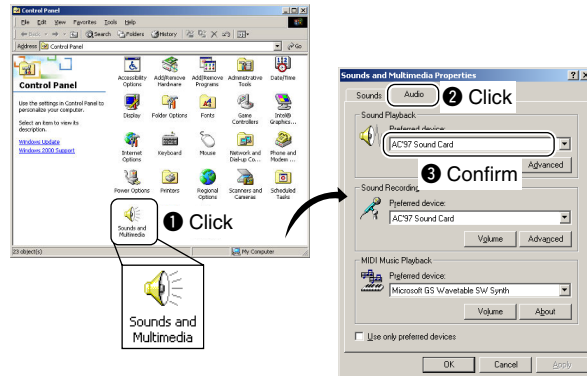 Control Panel
File Edit View Favorites Tools Help
Back Search Folders History
Address Control Panel Go
Control Panel
Use the settings in Control Panel to
personalize your computer.
Select an item to view its
description.
Windows Update
Windows 2000 Support
Accessibility
Options
Add/Remove
Hardware
Add/Remove
Programs
Administrative
Tools
Date/Time
Display
Folder Options
Fonts
Game
Controllers
Intel®
Graphics...
Internet
Options
Keyboard
Mouse
Network and
Dial-up Co...
Phone and
Modem ...
Power Options
Printers
Regional
Options
Scanners and
Cameras
Scheduled
Tasks
Sounds and
Multimedia
❶ Click
23 object(s) My Computer
Sounds and
Multimedia
Sounds and Multimedia Properties
Sounds Audio
❷ Click
Sound Playback
Preferred device:
AC'97 Sound Card
Advanced
❸ Confirm
Sound Recording
Preferred device:
AC'97 Sound Card
Volume Advanced
MIDI Music Playback
Preferred device:
Microsoft GS Wavetable SW Synth
Volume About
Use only preferred devices
OK Cancel Apply